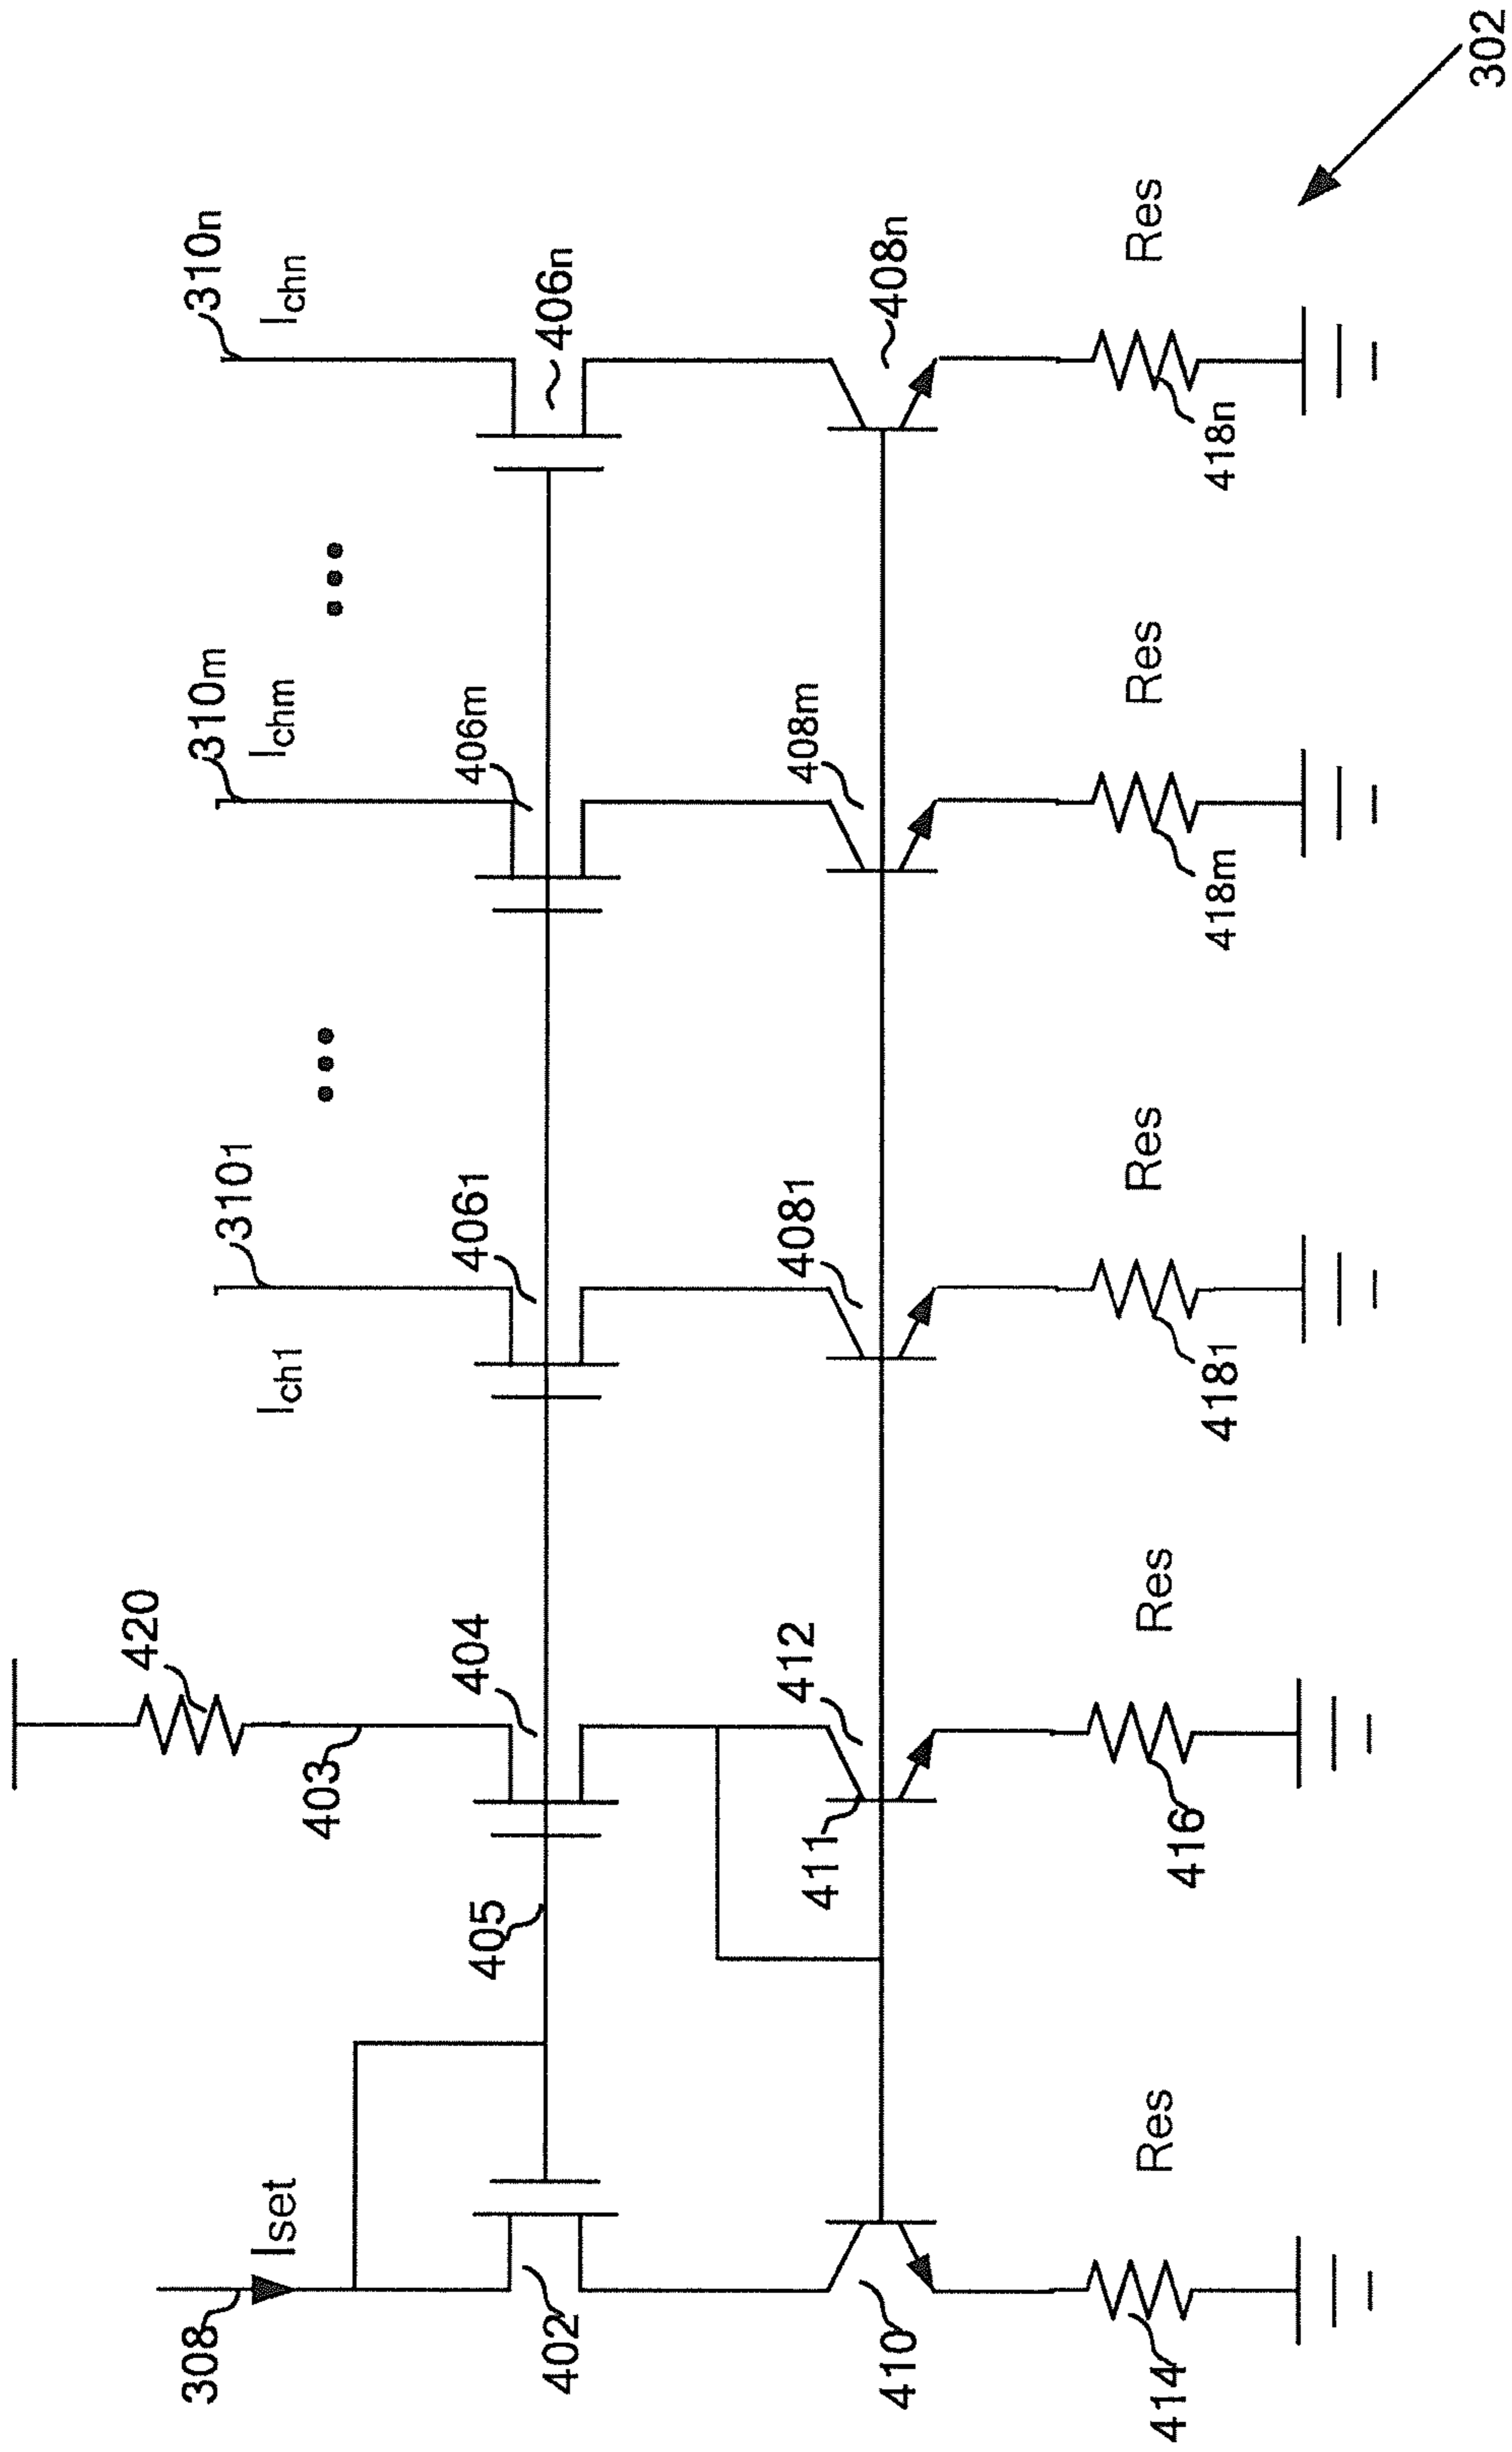 310n
Ichn
406n
408n
Res
418n
302
310m
Ichm
406m
408m
Res
418m
3101
Ich1
4061
4081
Res
4181
420
403
404
405
412
411
Res
416
308
Iset
402
410
Res
414